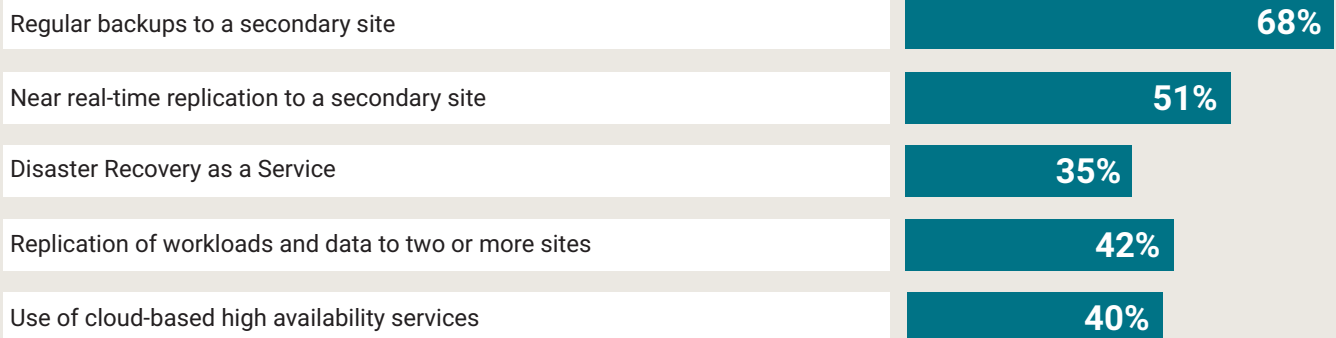 Regular backups to a secondary site 68%
Near real-time replication to a secondary site 51%
Disaster Recovery as a Service 35%
Replication of workloads and data to two or more sites 42%
Use of cloud-based high availability services 40%